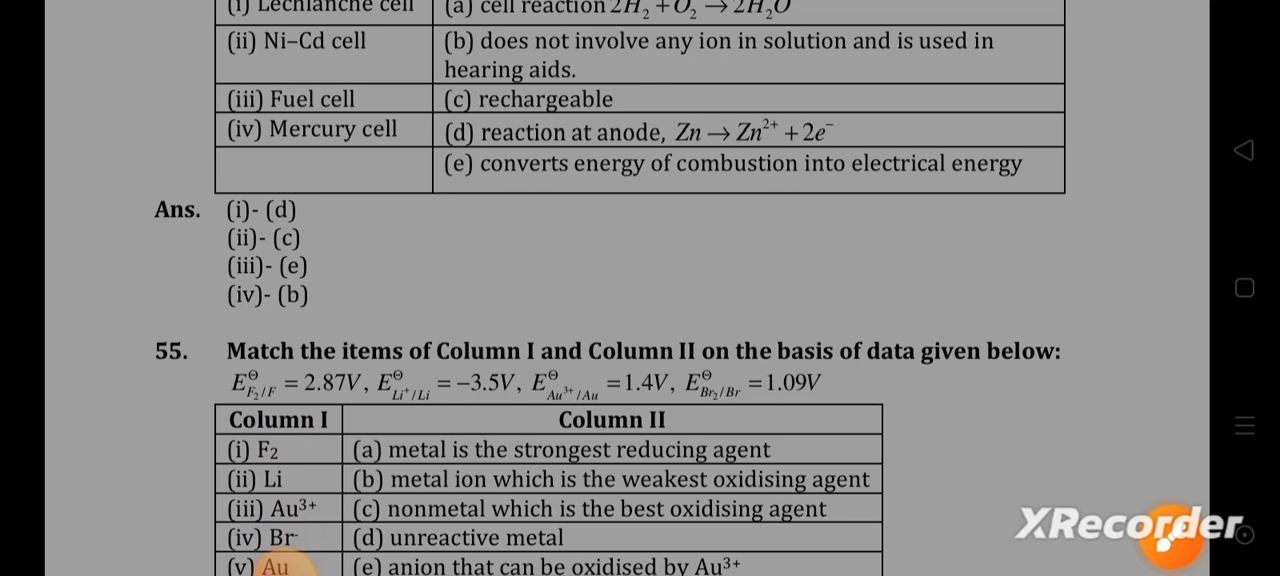 (i) Leclanche cell (a) cell reaction 2H₂ + O₂ → 2H₂O
(ii) Ni–Cd cell (b) does not involve any ion in solution and is used in
hearing aids.
(iii) Fuel cell (c) rechargeable
(iv) Mercury cell (d) reaction at anode, Zn → Zn²⁺ + 2e⁻
(e) converts energy of combustion into electrical energy
Ans. (i)- (d)
(ii)- (c)
(iii)- (e)
(iv)- (b)
55. Match the items of Column I and Column II on the basis of data given below:
E^Θ_F₂/F = 2.87V, E^Θ_Li⁺/Li = −3.5V, E^Θ_Au³⁺/Au = 1.4V, E^Θ_Br₂/Br = 1.09V
Column I Column II
(i) F₂ (a) metal is the strongest reducing agent
(ii) Li (b) metal ion which is the weakest oxidising agent
(iii) Au³⁺ (c) nonmetal which is the best oxidising agent
(iv) Br⁻ (d) unreactive metal
(v) Au (e) anion that can be oxidised by Au³⁺
XRecorder